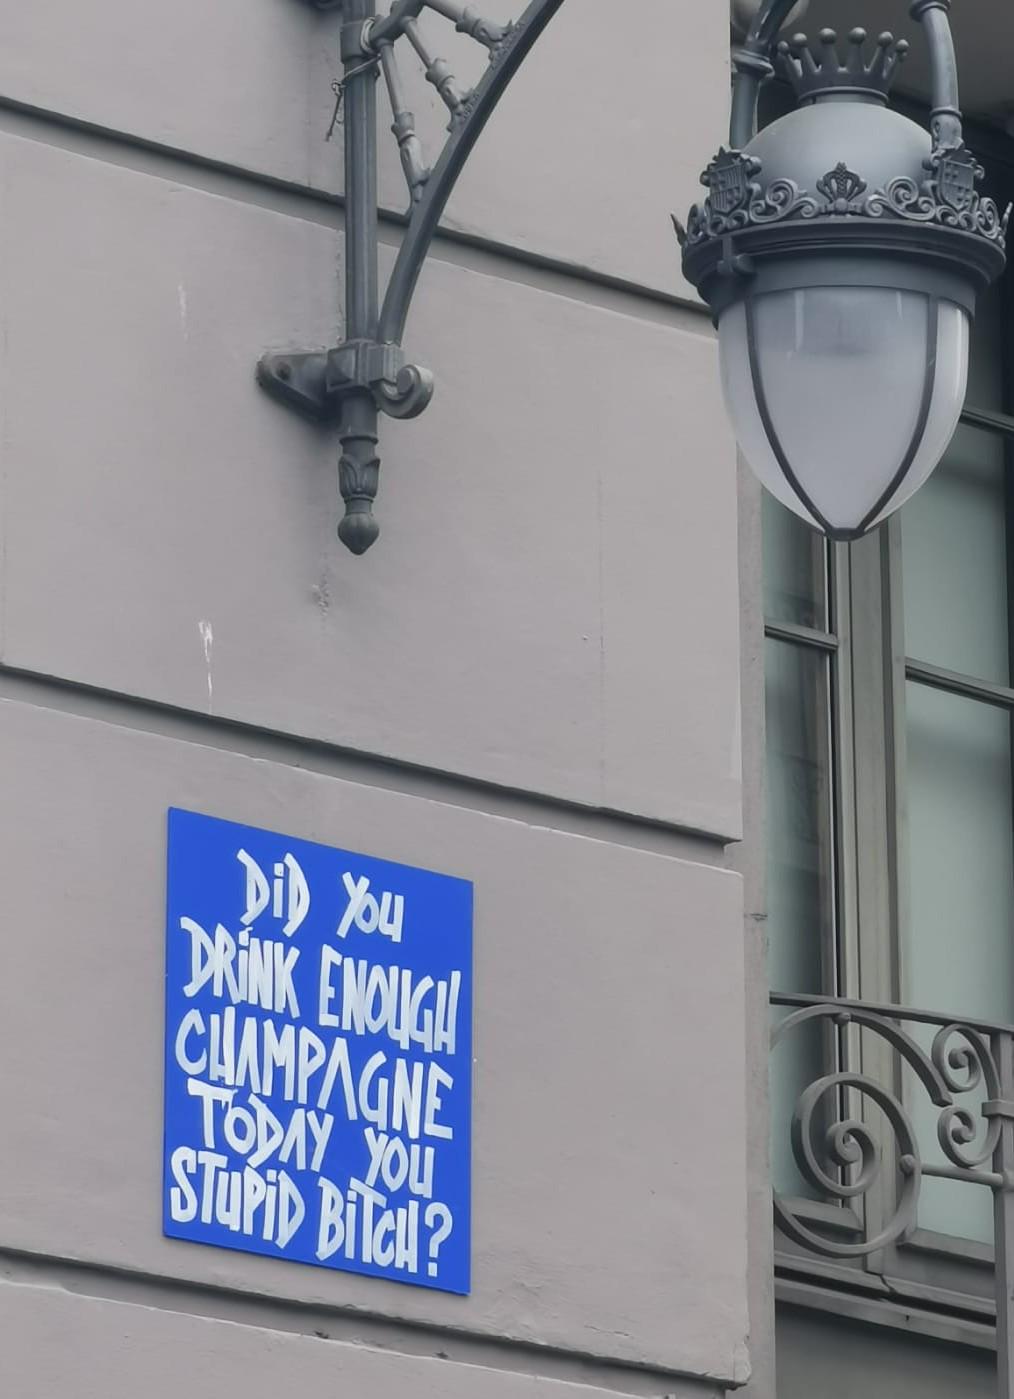 DiD You
DRiNK ENOUGH
CHAMPAGNE
TODAY YOU
STUPiD BiTCH?